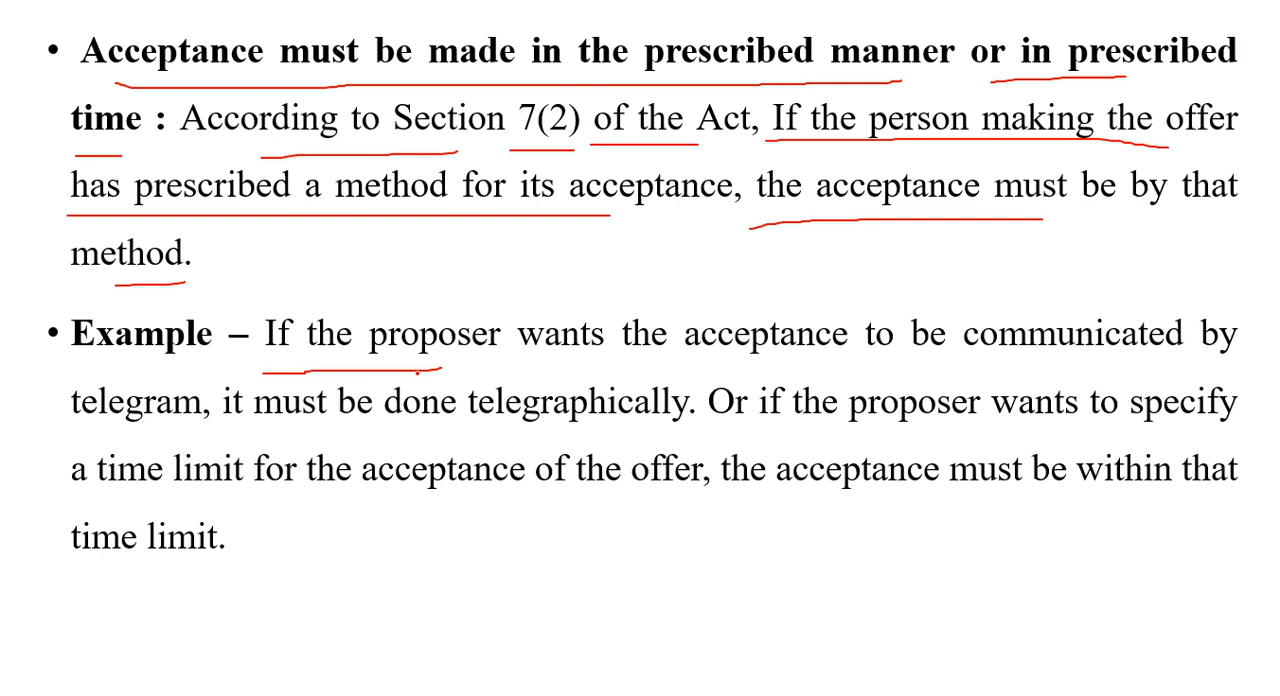 • Acceptance must be made in the prescribed manner or in prescribed
time : According to Section 7(2) of the Act, If the person making the offer
has prescribed a method for its acceptance, the acceptance must be by that
method.
• Example – If the proposer wants the acceptance to be communicated by
telegram, it must be done telegraphically. Or if the proposer wants to specify
a time limit for the acceptance of the offer, the acceptance must be within that
time limit.